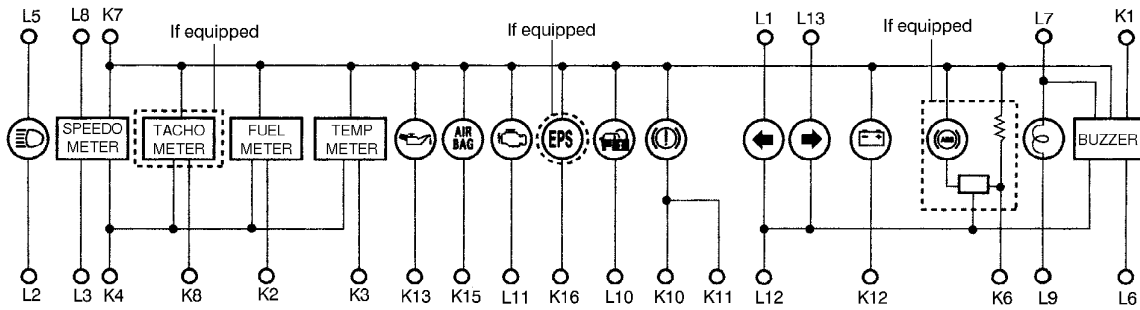 L5
L8
K7
If equipped
If equipped
L1
L13
If equipped
L7
K1
SPEEDO
METER
TACHO
METER
FUEL
METER
TEMP
METER
AIR
BAG
EPS
ABS
BUZZER
L2
L3
K4
K8
K2
K3
K13
K15
L11
K16
L10
K10
K11
L12
K12
K6
L9
L6